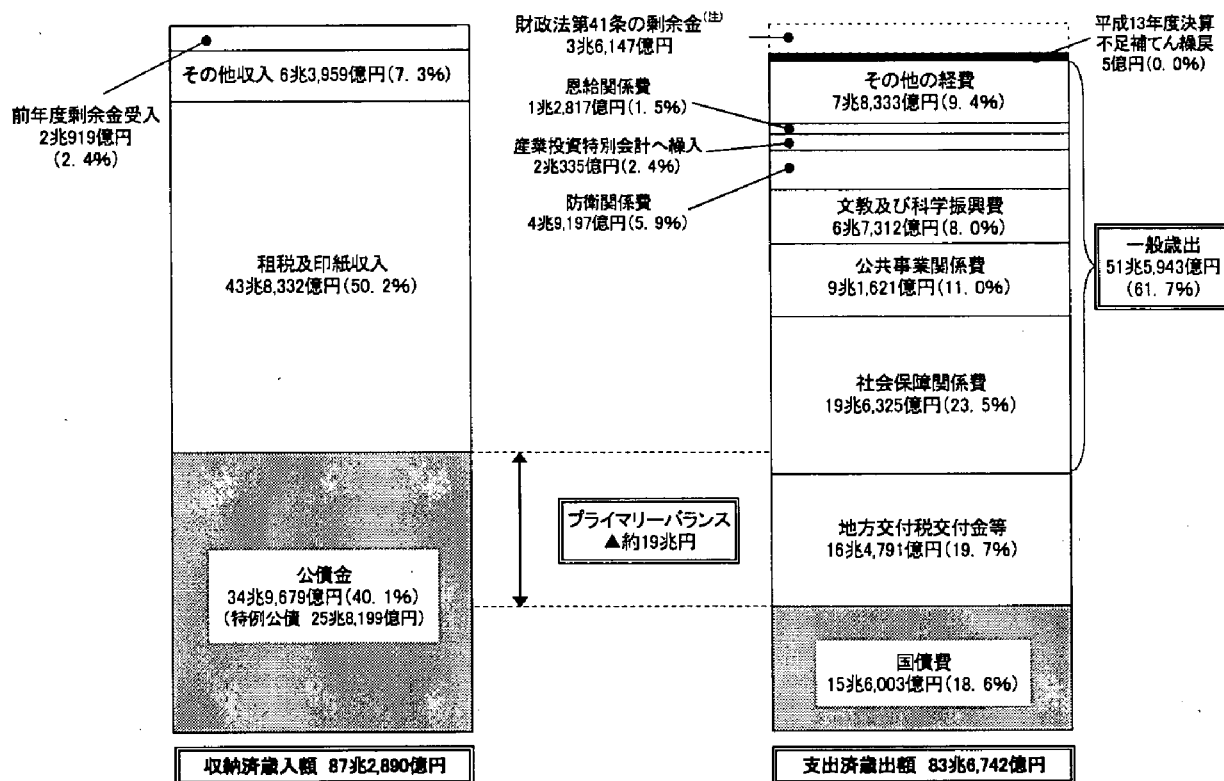 前年度剰余金受入
2兆919億円
(2.4%)
その他収入 6兆3,959億円(7.3%)
租税及印紙収入
43兆8,332億円(50.2%)
公債金
34兆9,679億円(40.1%)
(特例公債 25兆8,199億円)
収納済歳入額 87兆2,890億円
プライマリーバランス
▲約19兆円
財政法第41条の剰余金(注)
3兆6,147億円
恩給関係費
1兆2,817億円(1.5%)
産業投資特別会計へ繰入
2兆335億円(2.4%)
防衛関係費
4兆9,197億円(5.9%)
平成13年度決算
不足補てん繰戻
5億円(0.0%)
その他の経費
7兆8,333億円(9.4%)
文教及び科学振興費
6兆7,312億円(8.0%)
公共事業関係費
9兆1,621億円(11.0%)
社会保障関係費
19兆6,325億円(23.5%)
一般歳出
51兆5,943億円
(61.7%)
地方交付税交付金等
16兆4,791億円(19.7%)
国債費
15兆6,003億円(18.6%)
支出済歳出額 83兆6,742億円